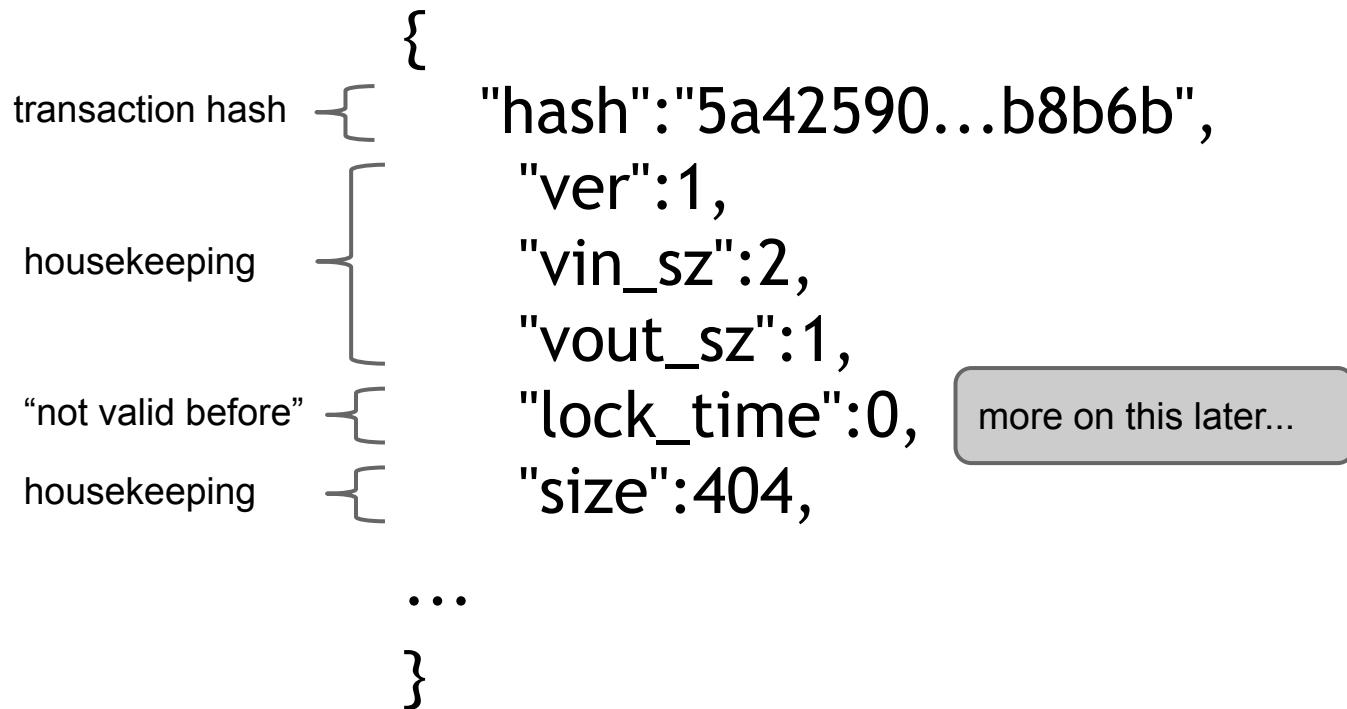 {
transaction hash "hash":"5a42590...b8b6b",
"ver":1,
housekeeping "vin_sz":2,
"vout_sz":1,
“not valid before” "lock_time":0, more on this later...
housekeeping "size":404,
...
}